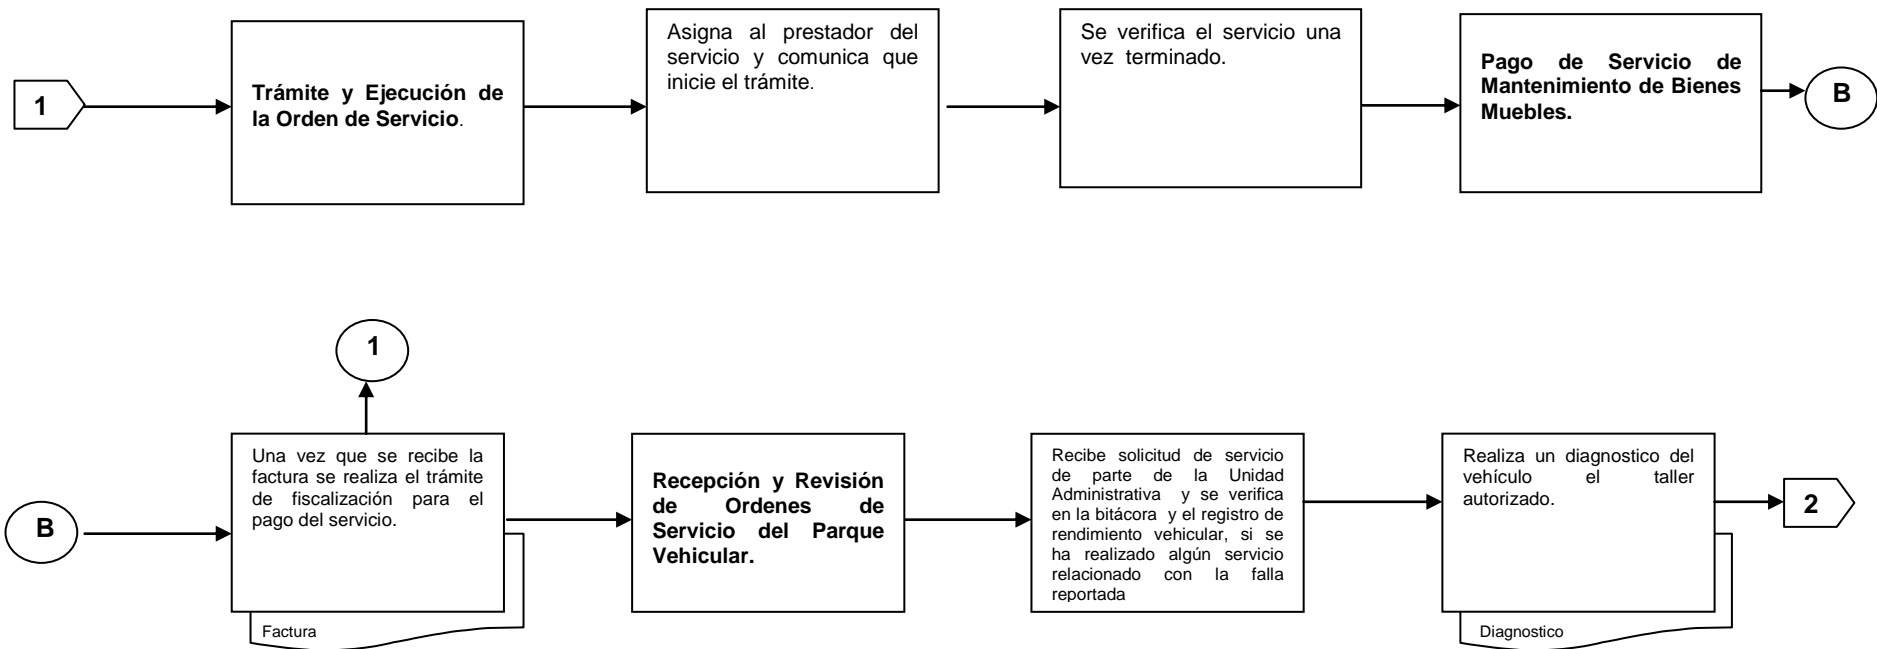 1
Trámite y Ejecución de
la Orden de Servicio.
Asigna al prestador del
servicio y comunica que
inicie el trámite.
Se verifica el servicio una
vez terminado.
Pago de Servicio de
Mantenimiento de Bienes
Muebles.
B
1
B
Una vez que se recibe la
factura se realiza el trámite
de fiscalización para el
pago del servicio.
Factura
Recepción y Revisión
de Ordenes de
Servicio del Parque
Vehicular.
Recibe solicitud de servicio
de parte de la Unidad
Administrativa y se verifica
en la bitácora y el registro de
rendimiento vehicular, si se
ha realizado algún servicio
relacionado con la falla
reportada
Realiza un diagnostico del
vehículo el taller
autorizado.
Diagnostico
2